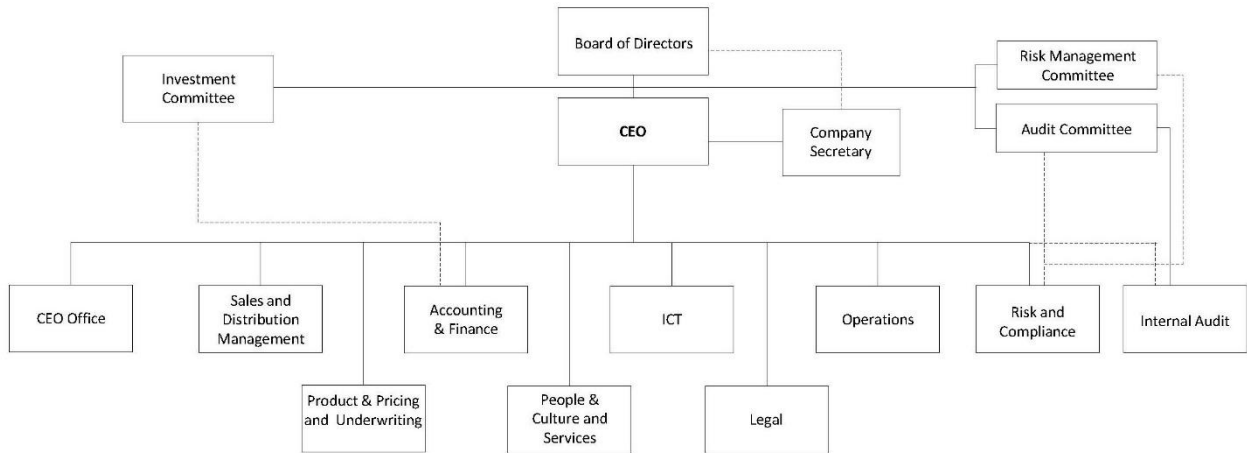 Board of Directors
Risk Management
Committee
Investment
Committee
CEO
Company
Secretary
Audit Committee
CEO Office
Sales and
Distribution
Management
Accounting
& Finance
ICT
Operations
Risk and
Compliance
Internal Audit
Product & Pricing
and Underwriting
People &
Culture and
Services
Legal